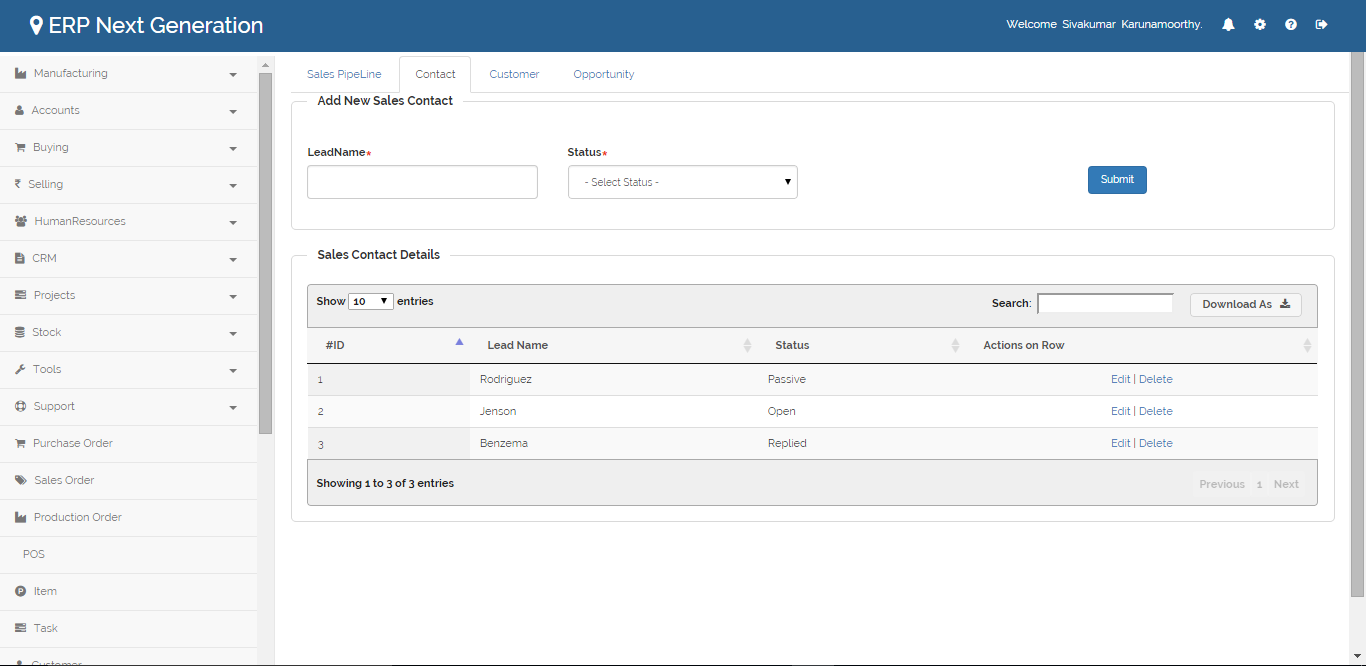 ERP Next Generation
Welcome Sivakumar Karunamoorthy.
Manufacturing
Accounts
Buying
Selling
HumanResources
CRM
Projects
Stock
Tools
Support
Purchase Order
Sales Order
Production Order
POS
Item
Task
Customer
Sales PipeLine Contact Customer Opportunity
Add New Sales Contact
LeadName* Status*
- Select Status -
Submit
Sales Contact Details
Show 10 entries Search: Download As
#ID Lead Name Status Actions on Row
1 Rodriguez Passive Edit | Delete
2 Jenson Open Edit | Delete
3 Benzema Replied Edit | Delete
Showing 1 to 3 of 3 entries Previous 1 Next